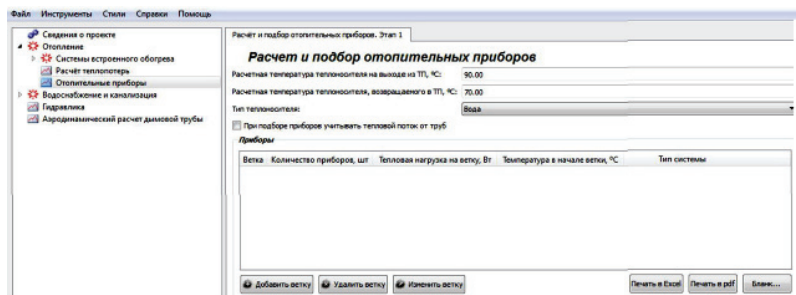 Файл Инструменты Стили Справки Помощь
Сведения о проекте
Отопление
Системы встроенного обогрева
Расчёт теплопотерь
Отопительные приборы
Водоснабжение и канализация
Гидравлика
Аэродинамический расчет дымовой трубы
Расчёт и подбор отопительных приборов. Этап 1
Расчет и подбор отопительных приборов
Расчетная температура теплоносителя на выходе из ТП, °С: 90.00
Расчетная температура теплоносителя, возвращаемого в ТП, °С: 70.00
Тип теплоносителя: Вода
При подборе приборов учитывать тепловой поток от труб
Приборы
Ветка Количество приборов, шт Тепловая нагрузка на ветку, Вт Температура в начале ветки, °С Тип системы
Добавить ветку Удалить ветку Изменить ветку Печать в Excel Печать в pdf Бланк...